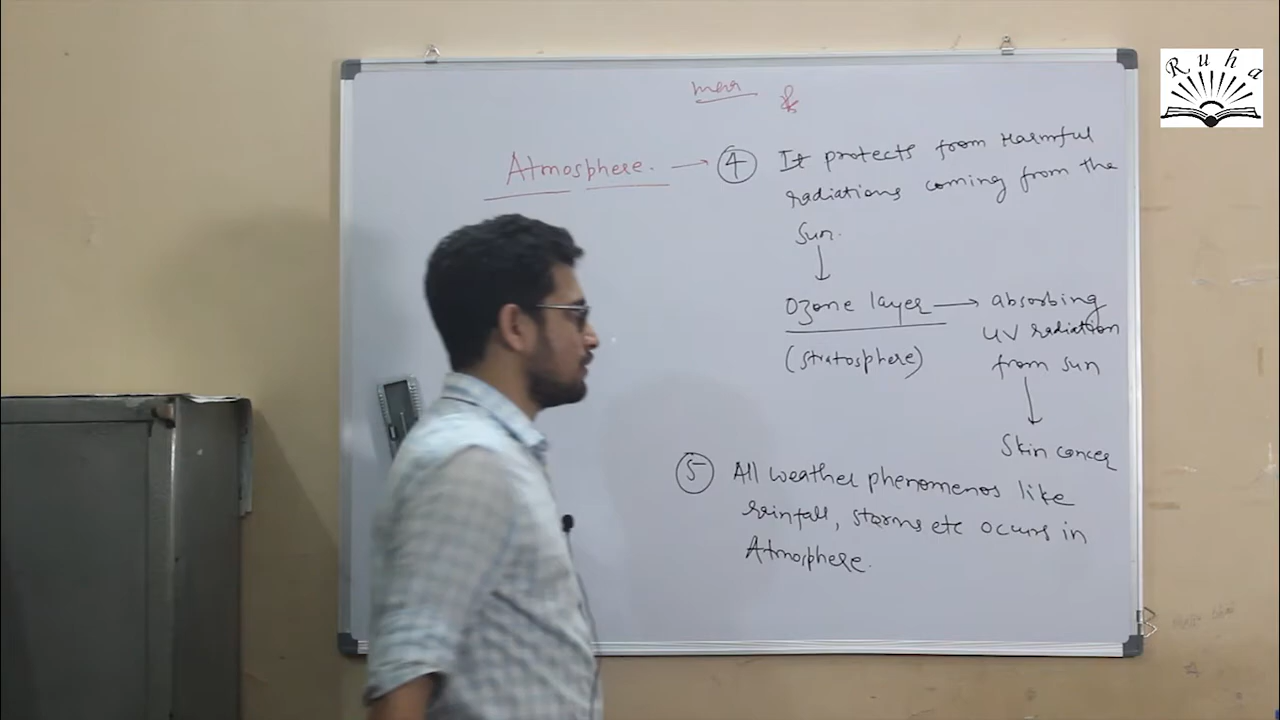 Ruha
Atmosphere. → ④ It protects from Harmful
radiations coming from the
Sun.
↓
Ozone layer → absorbing
UV radiation
(stratosphere) from sun
↓
Skin cancer
⑤ All weather phenomenos like
rainfall, storms etc occurs in
Atmosphere.